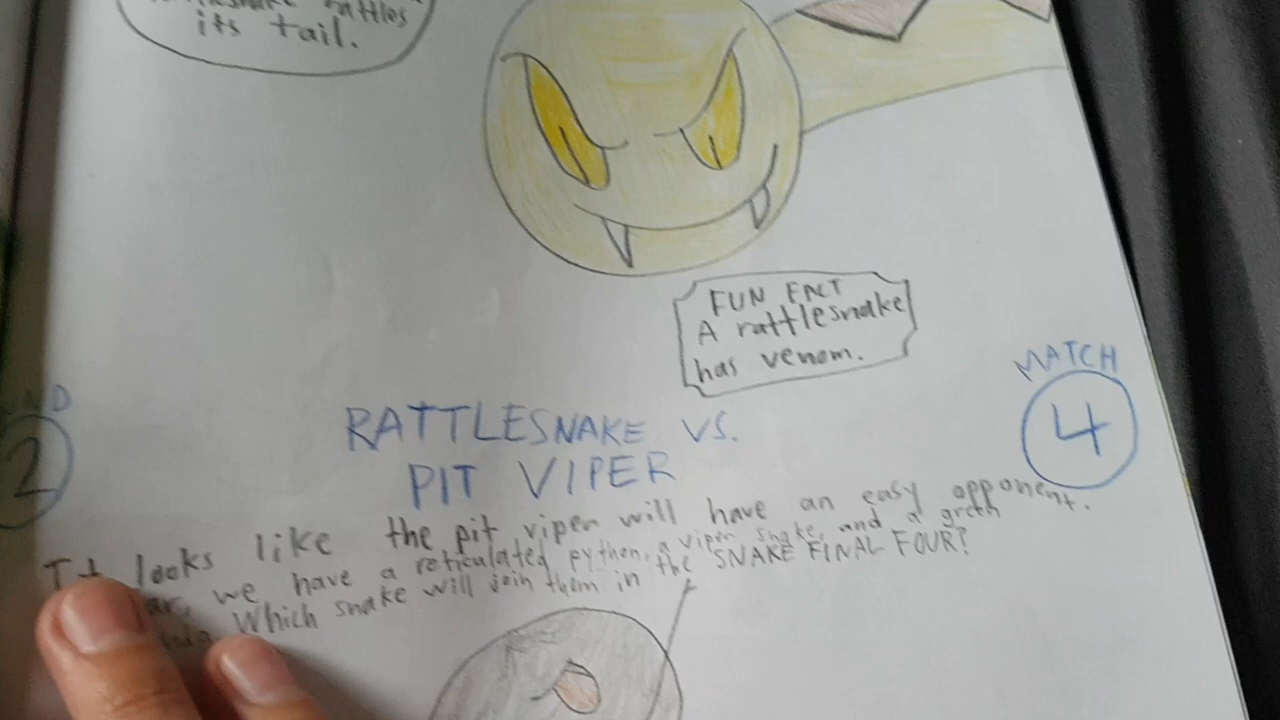 rattles
its tail.
FUN FACT
A rattlesnake
has venom.
MATCH
4
2
RATTLESNAKE VS.
PIT VIPER
It looks like the pit viper will have an easy opponent.
we have a reticulated python, a viper snake, and a green
Which snake will join them in the SNAKE FINAL FOUR?